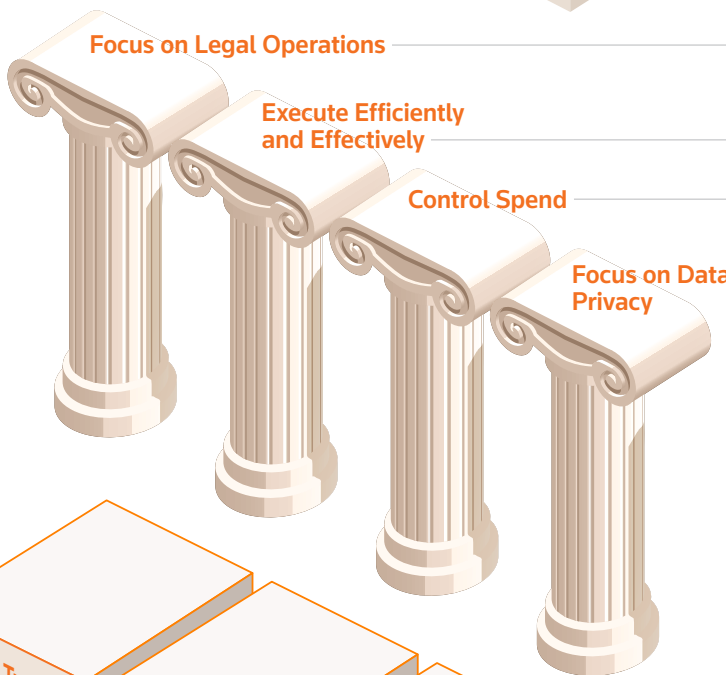 Focus on Legal Operations
Execute Efficiently
and Effectively
Control Spend
Focus on Data
Privacy